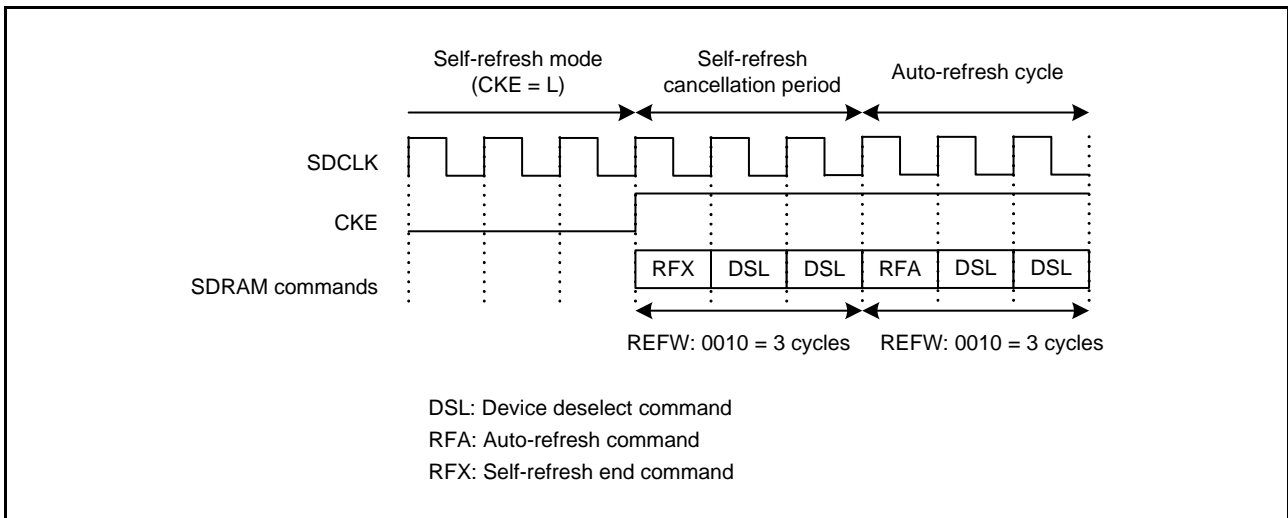 Self-refresh mode
(CKE = L)
Self-refresh
cancellation period
Auto-refresh cycle
SDCLK
CKE
SDRAM commands
RFX DSL DSL RFA DSL DSL
REFW: 0010 = 3 cycles REFW: 0010 = 3 cycles
DSL: Device deselect command
RFA: Auto-refresh command
RFX: Self-refresh end command